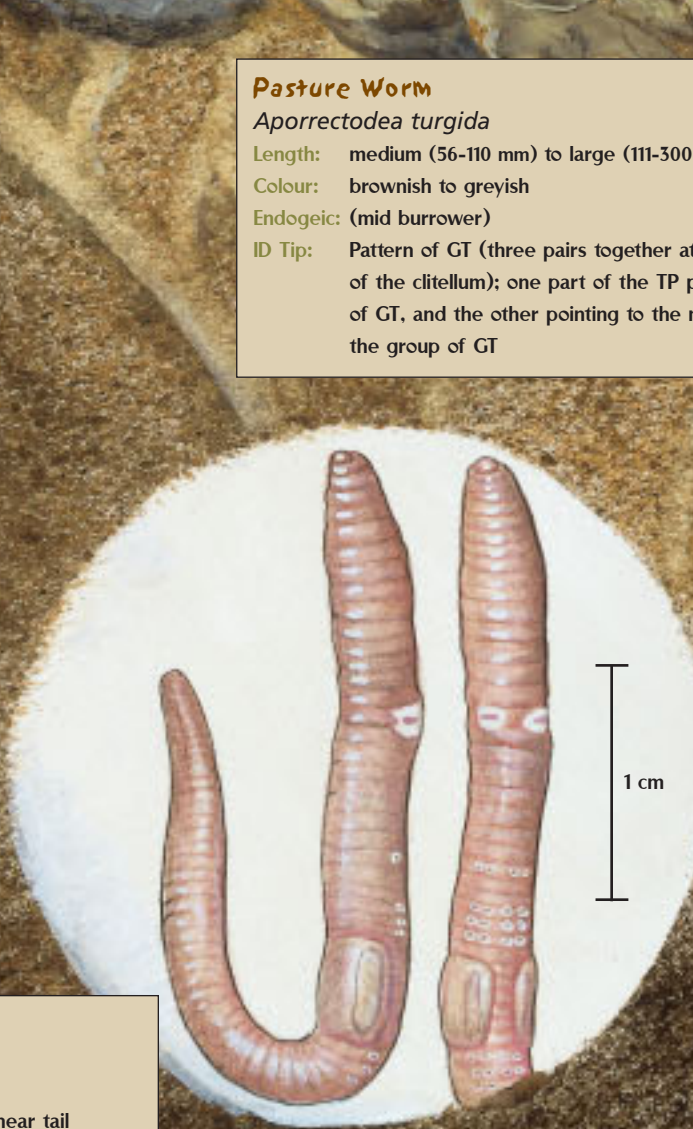 Pasture Worm
Aporrectodea turgida
Length: medium (56-110 mm) to large (111-300
Colour: brownish to greyish
Endogeic: (mid burrower)
ID Tip: Pattern of GT (three pairs together at
of the clitellum); one part of the TP p
of GT, and the other pointing to the r
the group of GT
1 cm
near tail